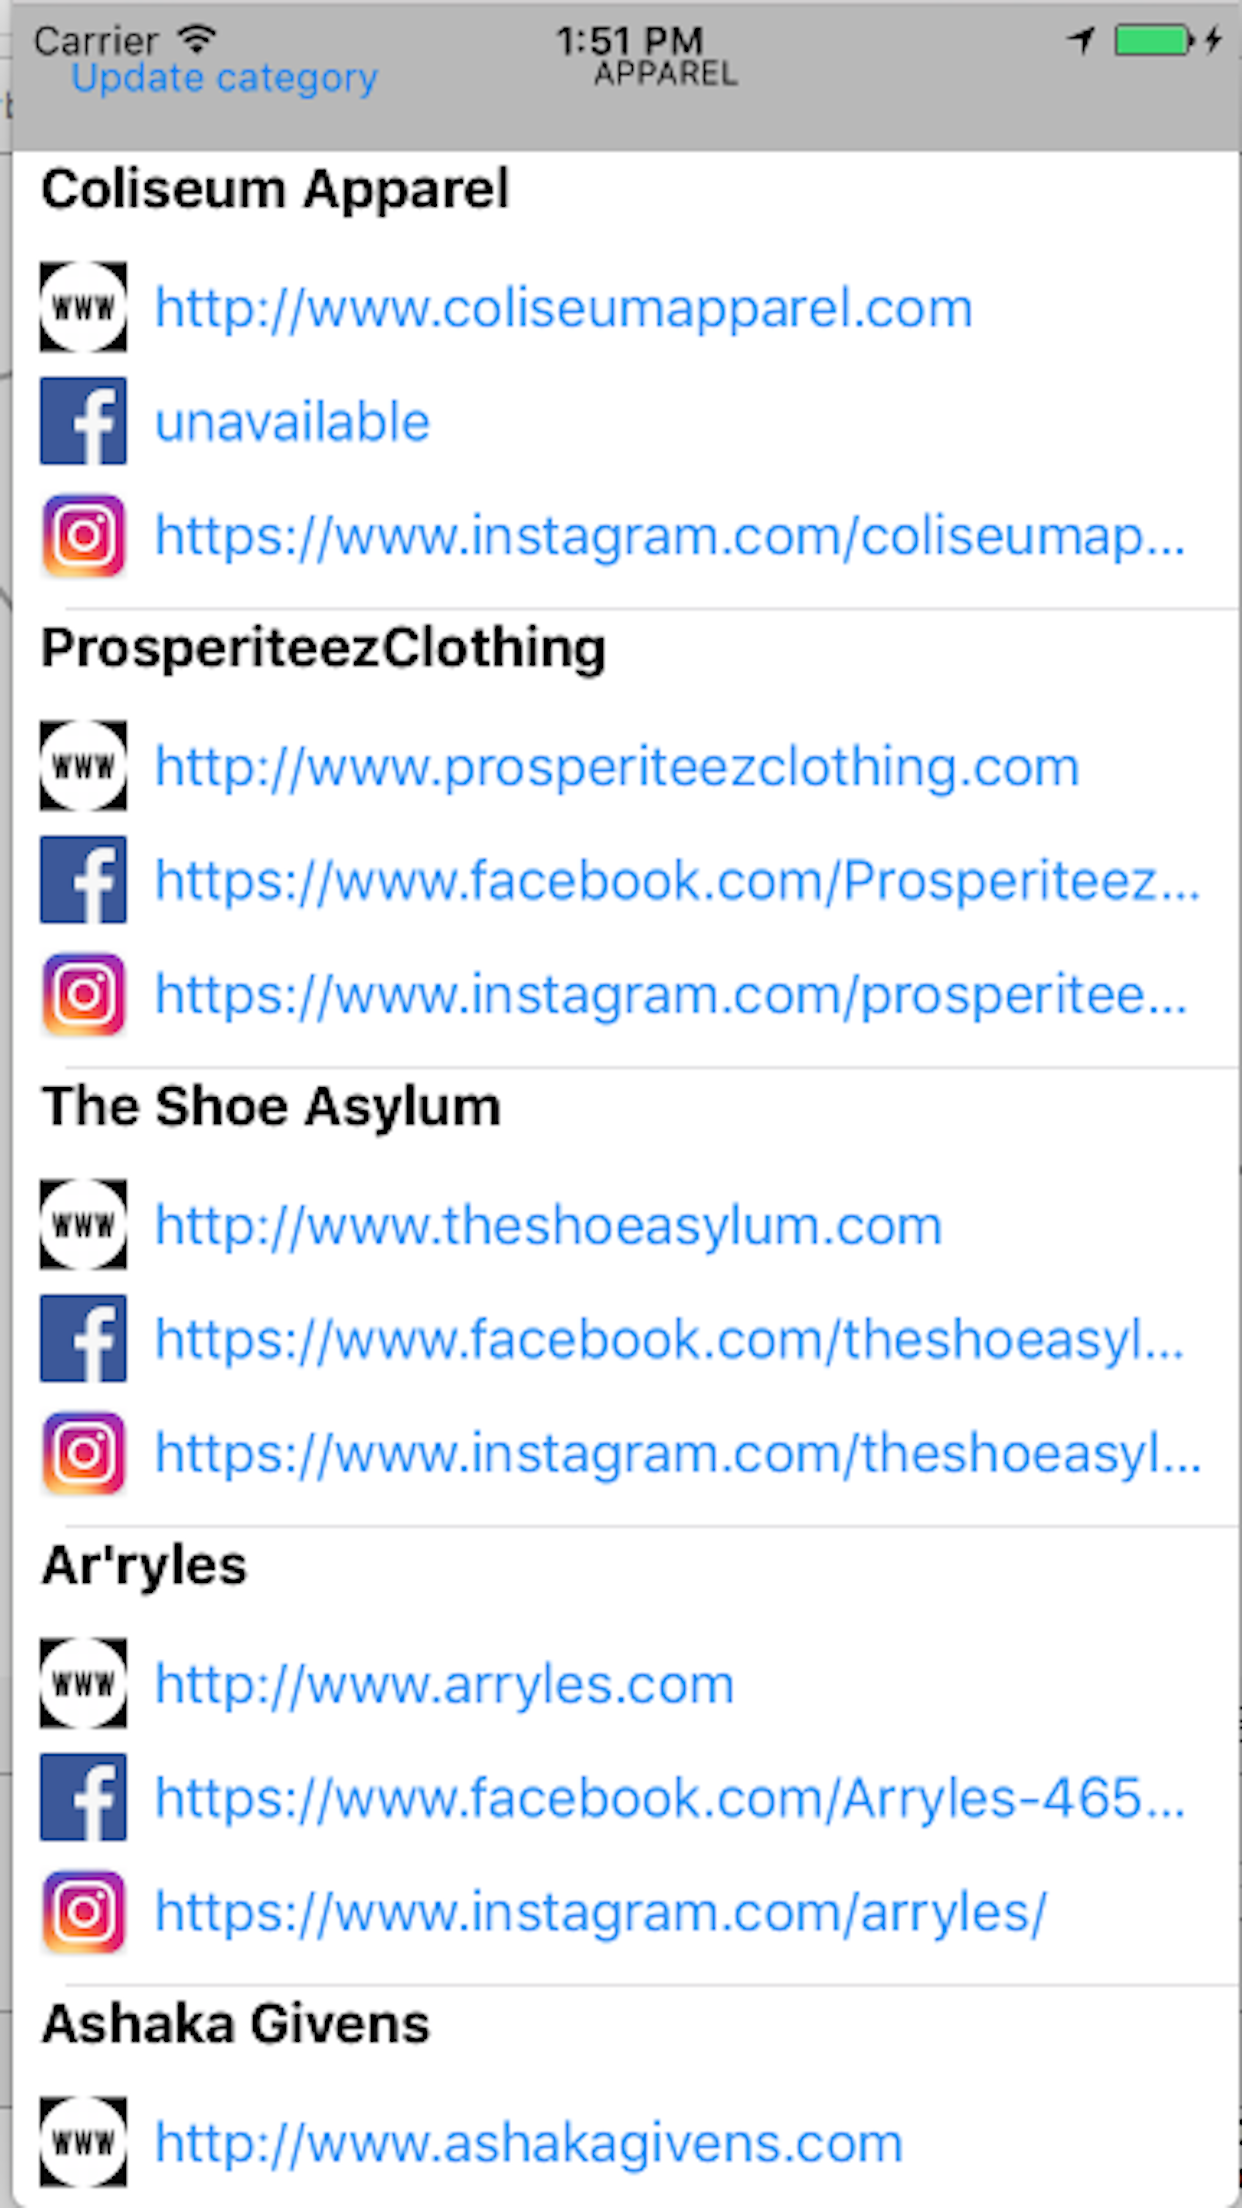 Carrier 1:51 PM
Update category APPAREL
Coliseum Apparel
www http://www.coliseumapparel.com
f unavailable
https://www.instagram.com/coliseumap...
ProsperiteezClothing
www http://www.prosperiteezclothing.com
f https://www.facebook.com/Prosperiteez...
https://www.instagram.com/prosperitee...
The Shoe Asylum
www http://www.theshoeasylum.com
f https://www.facebook.com/theshoeasyl...
https://www.instagram.com/theshoeasyl...
Ar'ryles
www http://www.arryles.com
f https://www.facebook.com/Arryles-465...
https://www.instagram.com/arryles/
Ashaka Givens
www http://www.ashakagivens.com